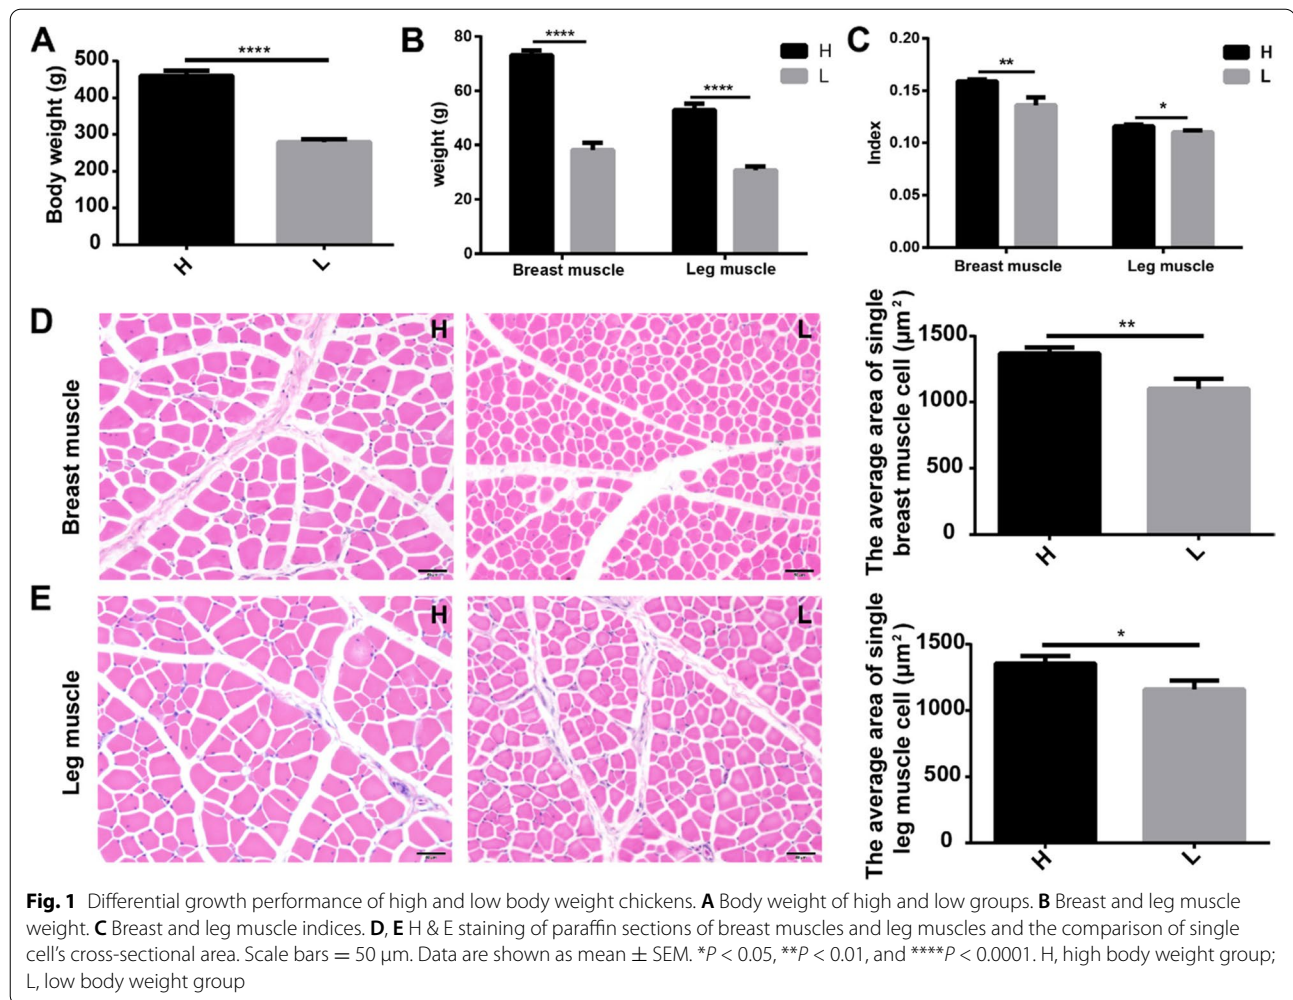 A
Body weight (g)
500
400
300
200
100
0
****
H
L
B
weight (g)
80
60
40
20
0
****
****
H
L
Breast muscle
Leg muscle
C
Index
0.20
0.15
0.10
0.05
0.00
**
*
H
L
Breast muscle
Leg muscle
D
Breast muscle
H
L
The average area of single
breast muscle cell (µm²)
1500
1000
500
0
**
H
L
E
Leg muscle
H
L
The average area of single
leg muscle cell (µm²)
1500
1000
500
0
*
H
L
Fig. 1 Differential growth performance of high and low body weight chickens. A Body weight of high and low groups. B Breast and leg muscle
weight. C Breast and leg muscle indices. D, E H & E staining of paraffin sections of breast muscles and leg muscles and the comparison of single
cell's cross-sectional area. Scale bars = 50 µm. Data are shown as mean ± SEM. *P < 0.05, **P < 0.01, and ****P < 0.0001. H, high body weight group;
L, low body weight group